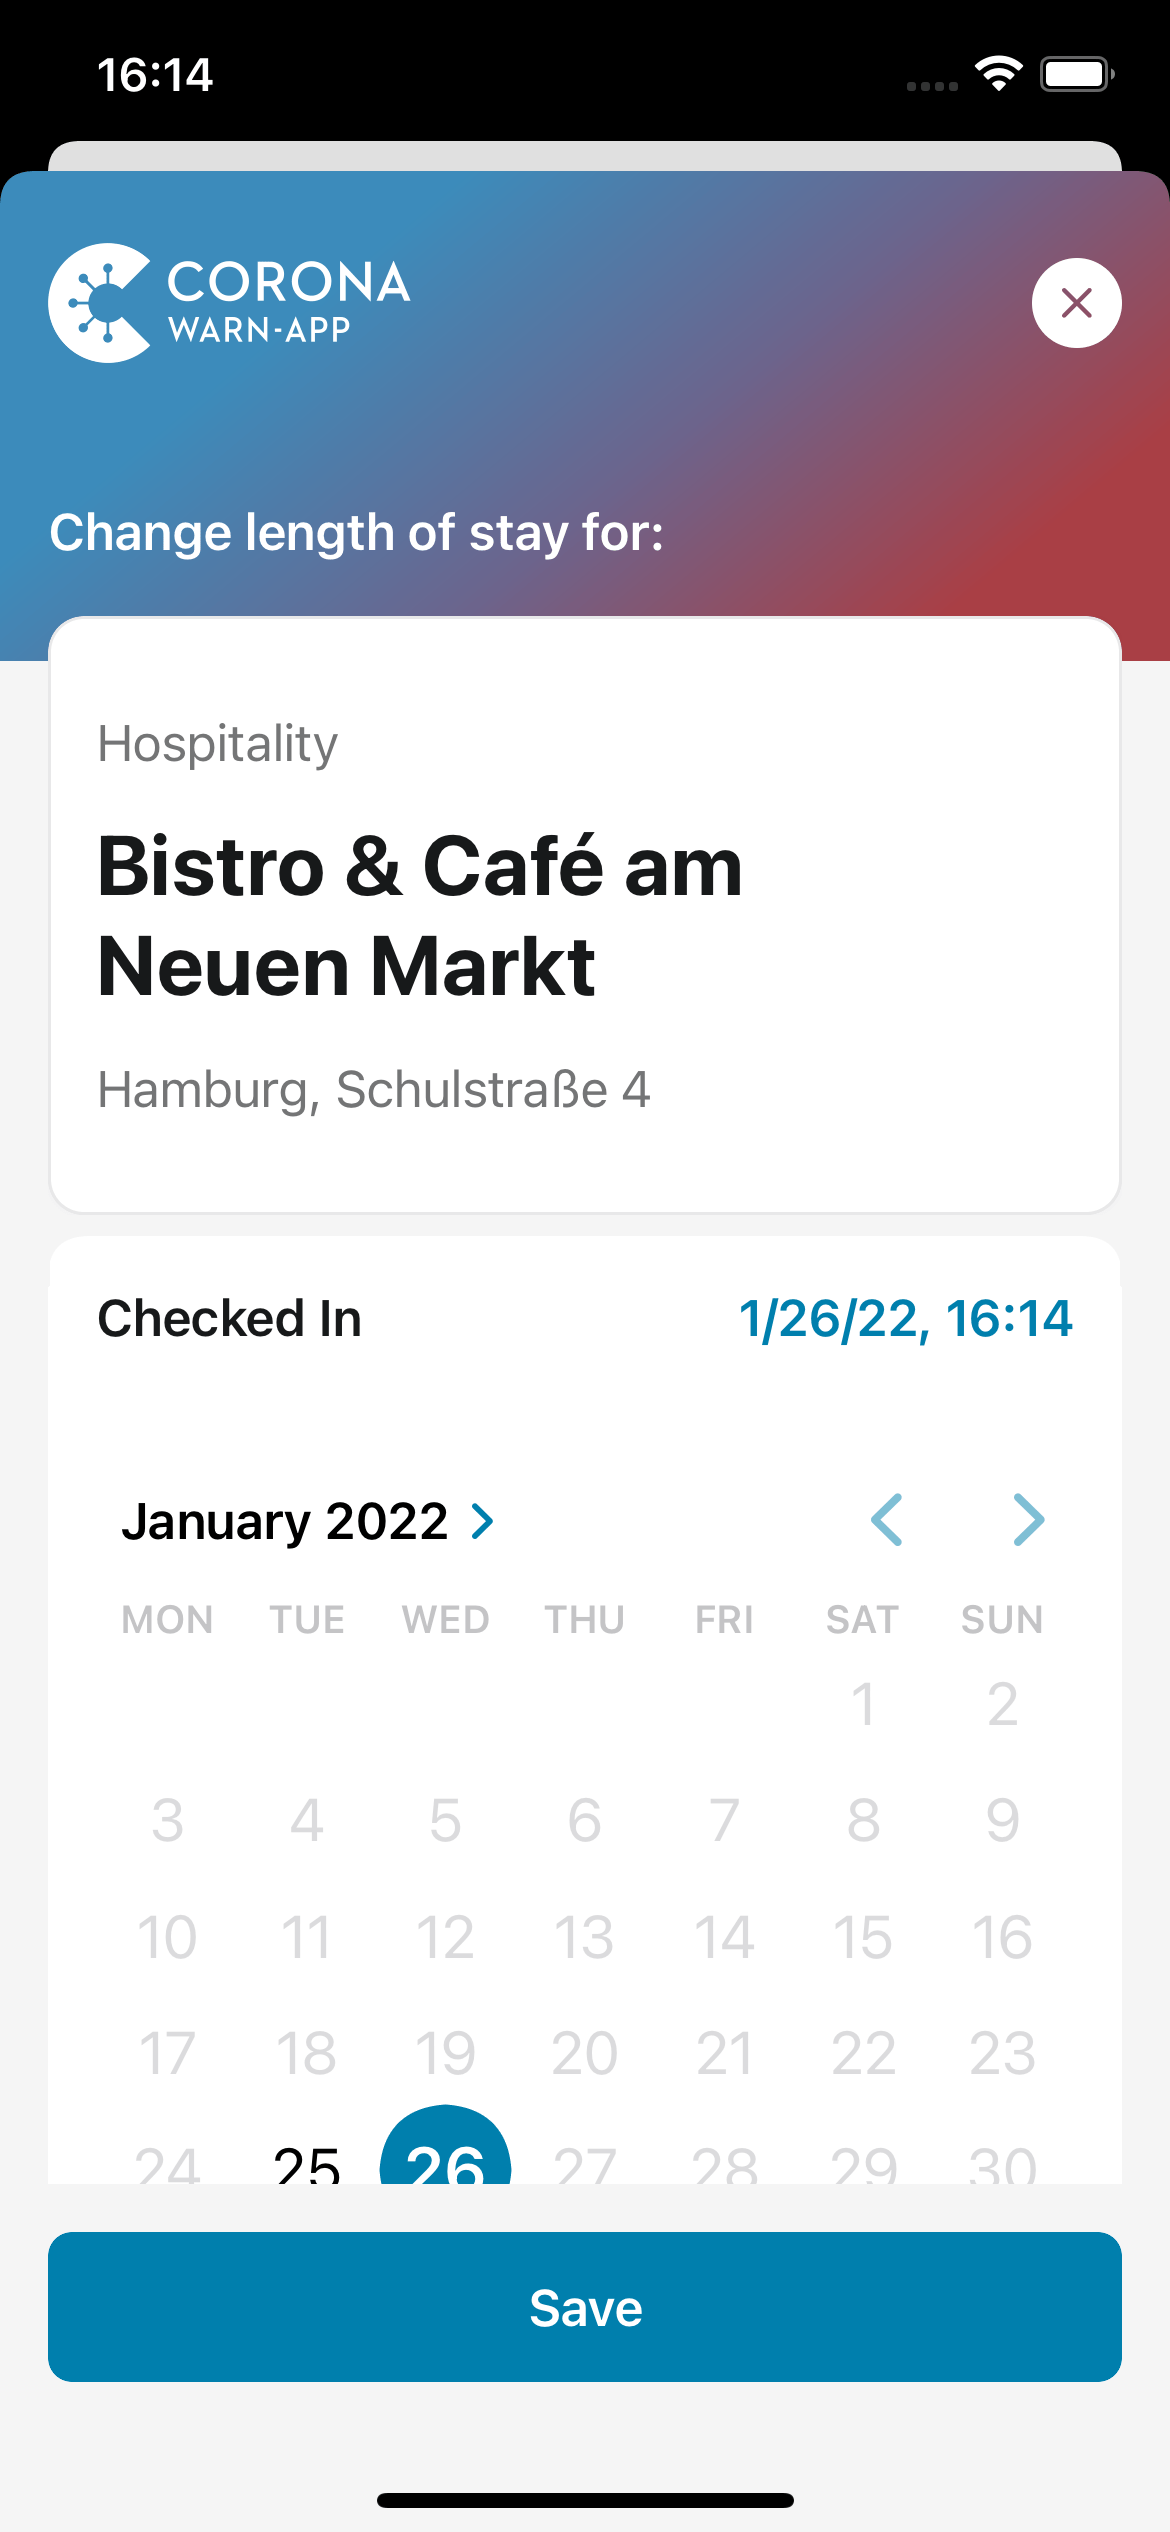 16:14
CORONA
WARN-APP
Change length of stay for:
Hospitality
Bistro & Café am
Neuen Markt
Hamburg, Schulstraße 4
Checked In 1/26/22, 16:14
January 2022
MON TUE WED THU FRI SAT SUN
1 2
3 4 5 6 7 8 9
10 11 12 13 14 15 16
17 18 19 20 21 22 23
24 25 26 27 28 29 30
Save